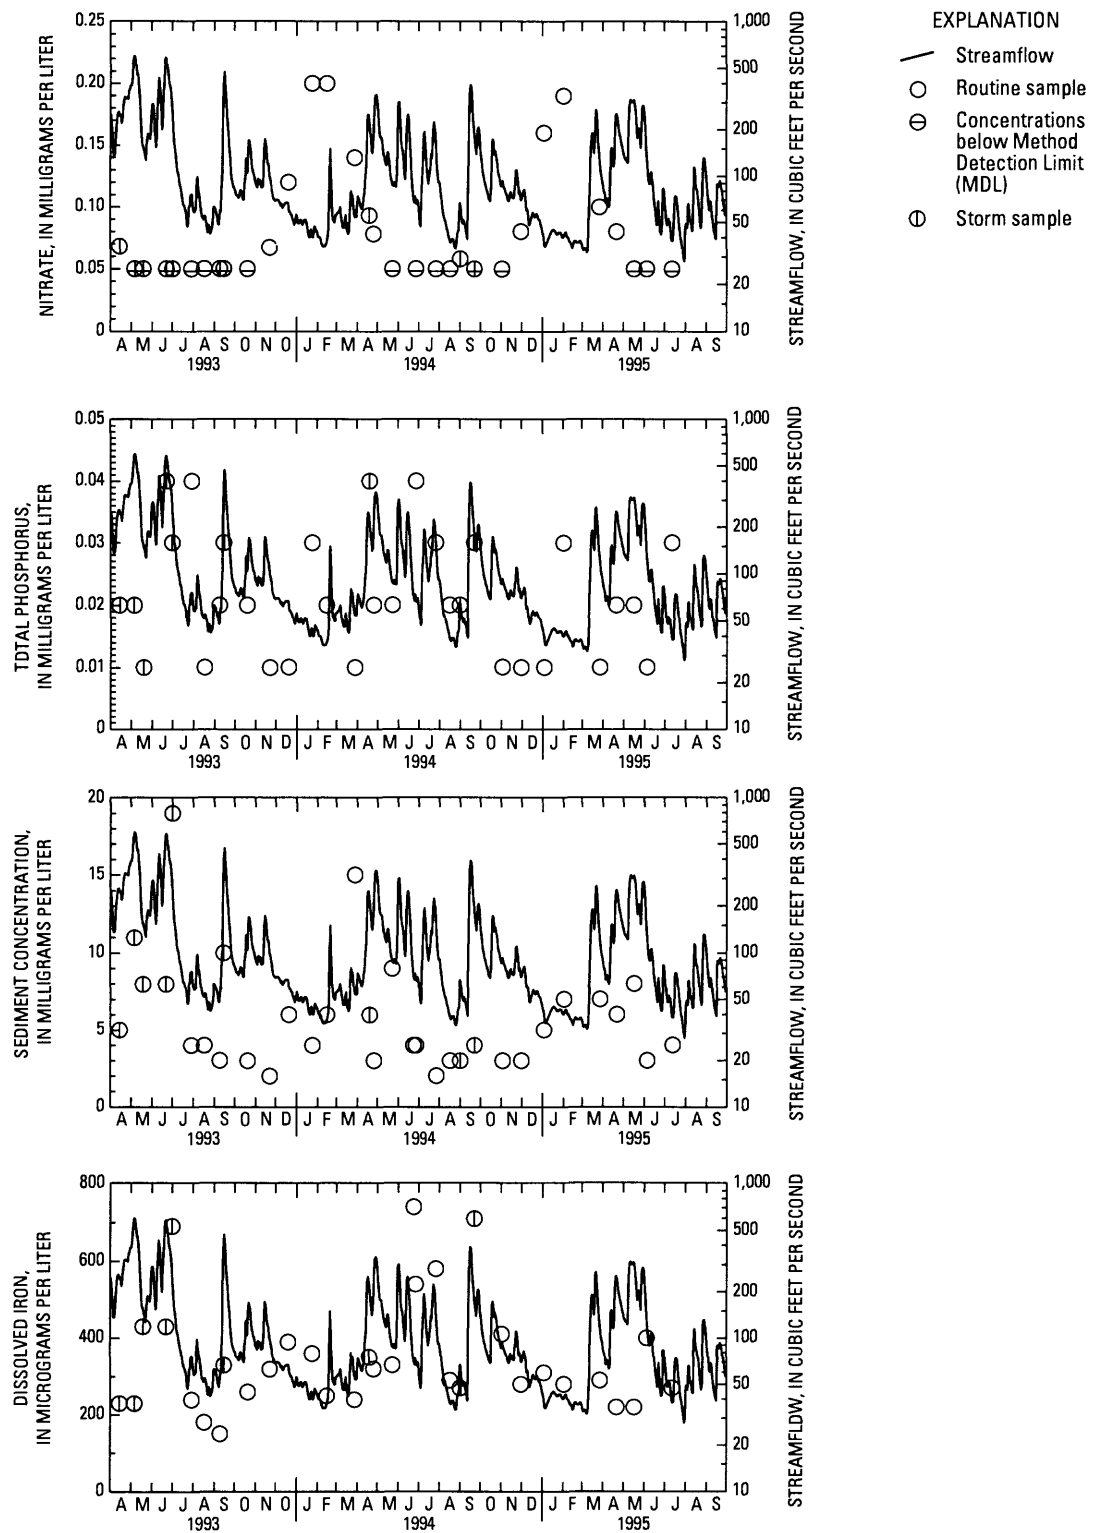 EXPLANATION
Streamflow
Routine sample
Concentrations
below Method
Detection Limit
(MDL)
Storm sample
NITRATE, IN MILLIGRAMS PER LITER
0.25
0.20
0.15
0.10
0.05
0
1,000
500
200
100
50
20
10
STREAMFLOW, IN CUBIC FEET PER SECOND
A M J J A S O N D J F M A M J J A S O N D J F M A M J J A S
1993 1994 1995
TDTAL PHOSPHORUS,
IN MILLIGRAMS PER LITER
0.05
0.04
0.03
0.02
0.01
0
1,000
500
200
100
50
20
10
STREAMFLOW, IN CUBIC FEET PER SECOND
A M J J A S O N D J F M A M J J A S O N D J F M A M J J A S
1993 1994 1995
SEDIMENT CONCENTRATION,
IN MILLIGRAMS PER LITER
20
15
10
5
0
1,000
500
200
100
50
20
10
STREAMFLOW, IN CUBIC FEET PER SECOND
A M J J A S O N D J F M A M J J A S O N D J F M A M J J A S
1993 1994 1995
DISSOLVED IRON,
IN MICROGRAMS PER LITER
800
600
400
200
0
1,000
500
200
100
50
20
10
STREAMFLDW, IN CUBIC FEET PER SECOND
A M J J A S O N D J F M A M J J A S O N D J F M A M J J A S
1993 1994 1995